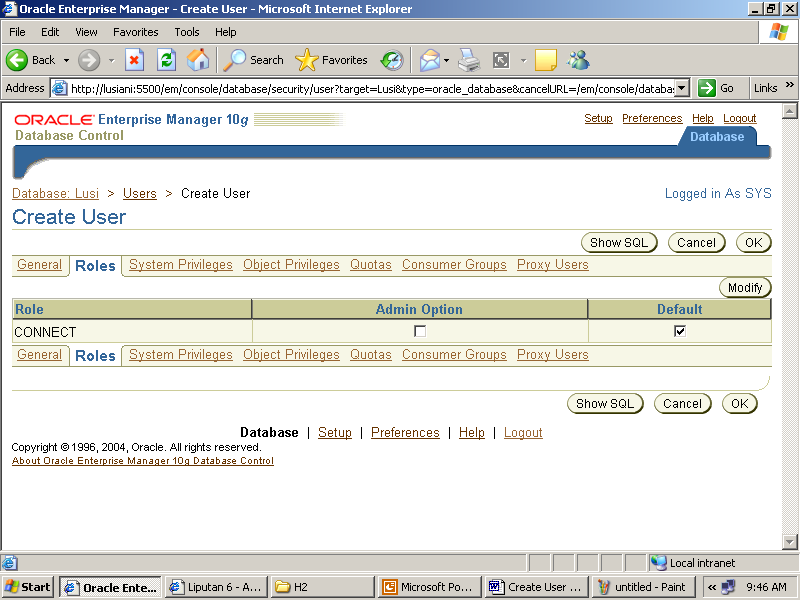 Oracle Enterprise Manager - Create User - Microsoft Internet Explorer
File Edit View Favorites Tools Help
Back Search Favorites
Address http://lusiani:5500/em/console/database/security/user?target=Lusi&type=oracle_database&cancelURL=/em/console/databas Go Links »
ORACLE Enterprise Manager 10g
Database Control
Setup Preferences Help Logout
Database
Database: Lusi > Users > Create User
Logged in As SYS
Create User
Show SQL Cancel OK
General Roles System Privileges Object Privileges Quotas Consumer Groups Proxy Users
Modify
Role Admin Option Default
CONNECT
General Roles System Privileges Object Privileges Quotas Consumer Groups Proxy Users
Show SQL Cancel OK
Database | Setup | Preferences | Help | Logout
Copyright © 1996, 2004, Oracle. All rights reserved.
About Oracle Enterprise Manager 10g Database Control
Local intranet
Start Oracle Ente... Liputan 6 - A... H2 Microsoft Po... Create User ... untitled - Paint « 9:46 AM